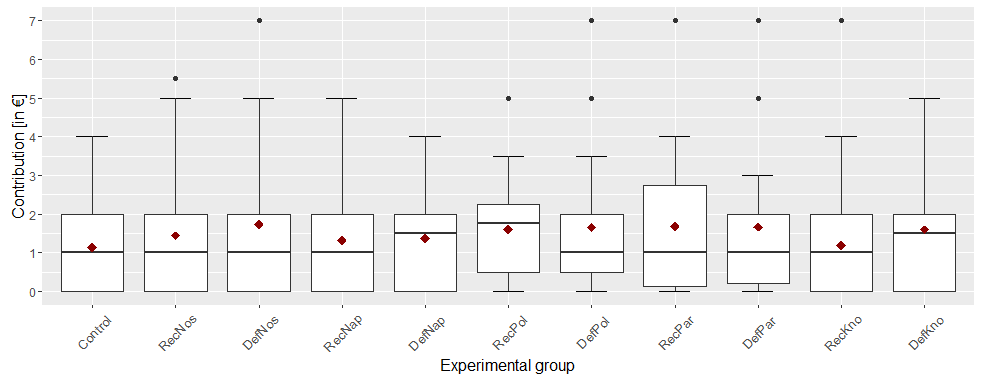 Contribution [in €]
7
6
5
4
3
2
1
0
Control
RecNos
DefNos
RecNap
DefNap
RecPol
DefPol
RecPar
DefPar
RecKno
DefKno
Experimental group